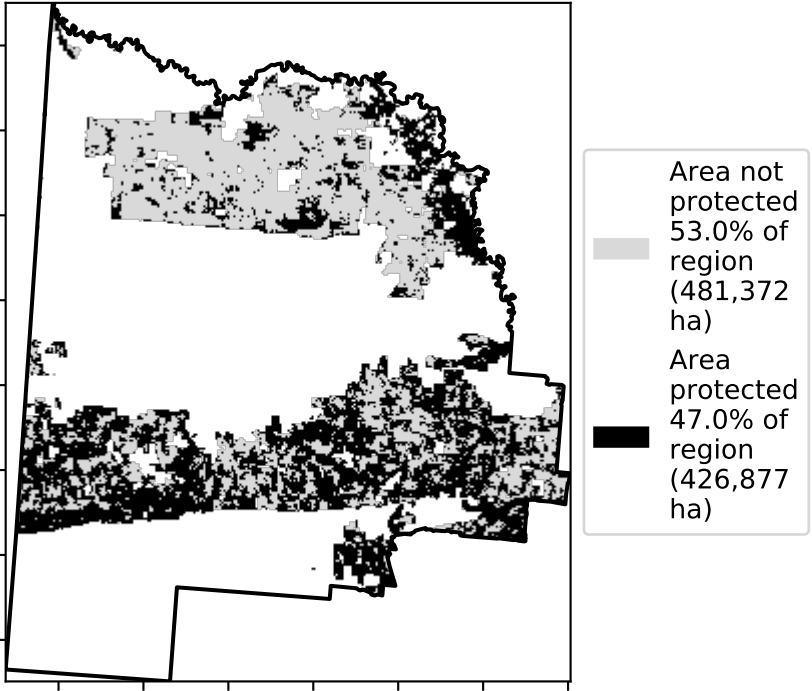 Area not
protected
53.0% of
region
(481,372
ha)
Area
protected
47.0% of
region
(426,877
ha)